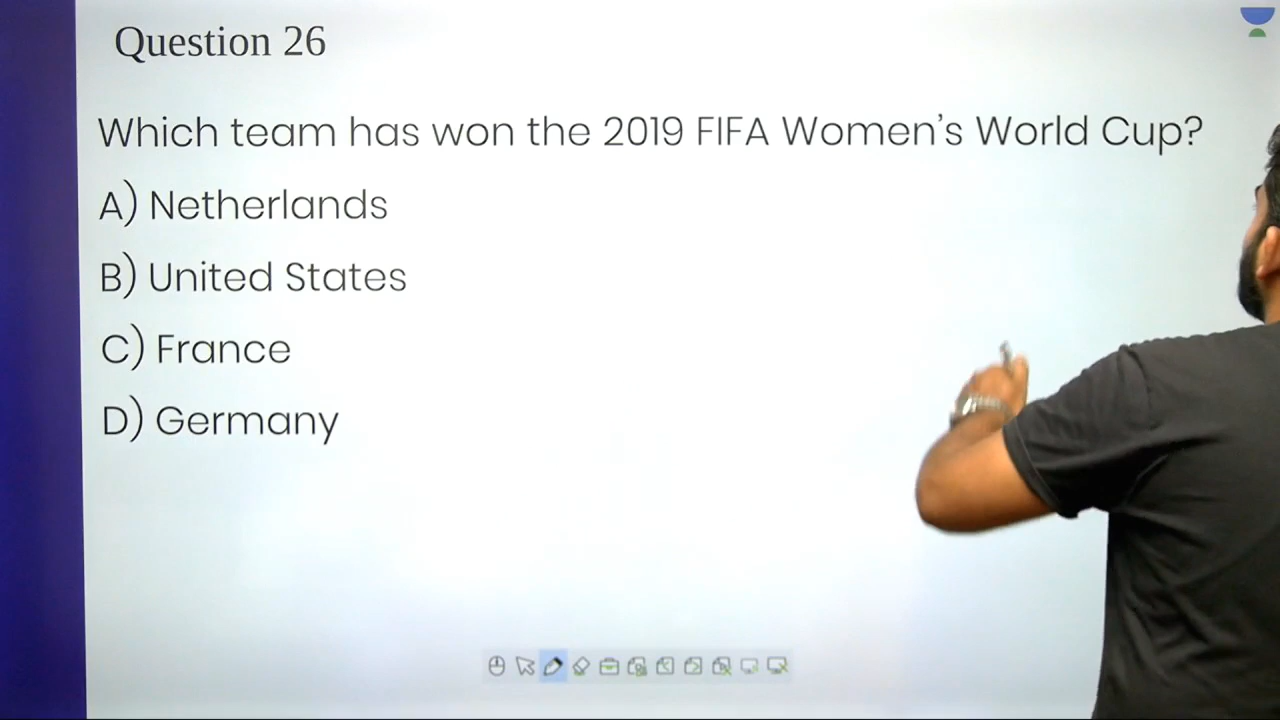 Question 26
Which team has won the 2019 FIFA Women's World Cup?
A) Netherlands
B) United States
C) France
D) Germany